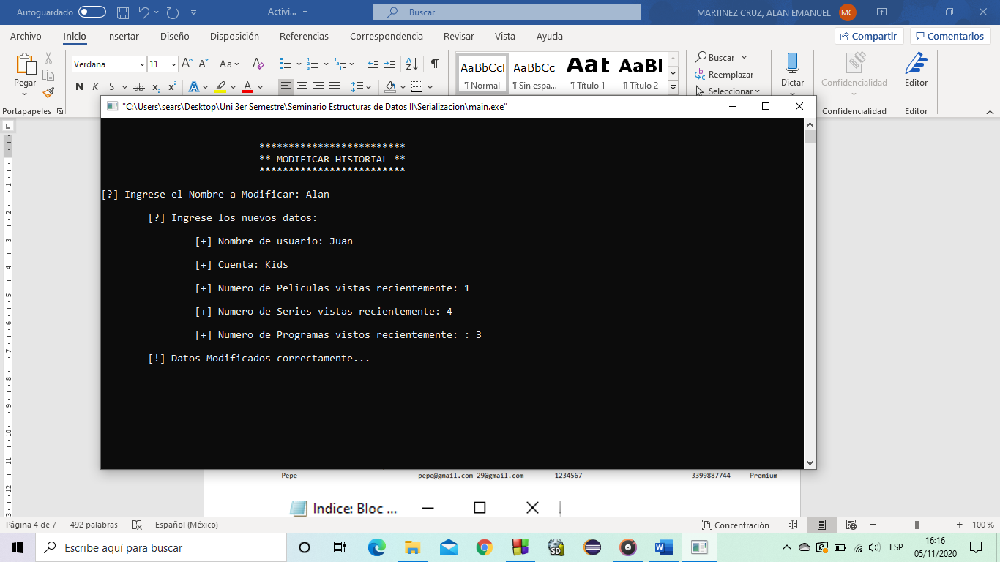 Autoguardado
Activi...
Buscar
MARTINEZ CRUZ, ALAN EMANUEL
MC
Archivo Inicio Insertar Diseño Disposición Referencias Correspondencia Revisar Vista Ayuda
Compartir Comentarios
Pegar
Portapapeles
Verdana 11
N K S ab x₂ x²
AaBbCcI AaBbCcI Aat AaBl
¶ Normal ¶ Sin espa... ¶ Título 1 ¶ Título 2
Buscar
Reemplazar
Seleccionar
Dictar
Confidencialidad
Confidencialidad
Editor
Editor
"C:\Users\sears\Desktop\Uni 3er Semestre\Seminario Estructuras de Datos II\Serializacion\main.exe"
*************************
** MODIFICAR HISTORIAL **
*************************
[?] Ingrese el Nombre a Modificar: Alan
[?] Ingrese los nuevos datos:
[+] Nombre de usuario: Juan
[+] Cuenta: Kids
[+] Numero de Peliculas vistas recientemente: 1
[+] Numero de Series vistas recientemente: 4
[+] Numero de Programas vistos recientemente: : 3
[!] Datos Modificados correctamente...
Pepe pepe@gmail.com 29@gmail.com 1234567 3399887744 Premium
Indice: Bloc ...
Página 4 de 7 492 palabras Español (México) Concentración 100 %
Escribe aquí para buscar
ESP
16:16
05/11/2020